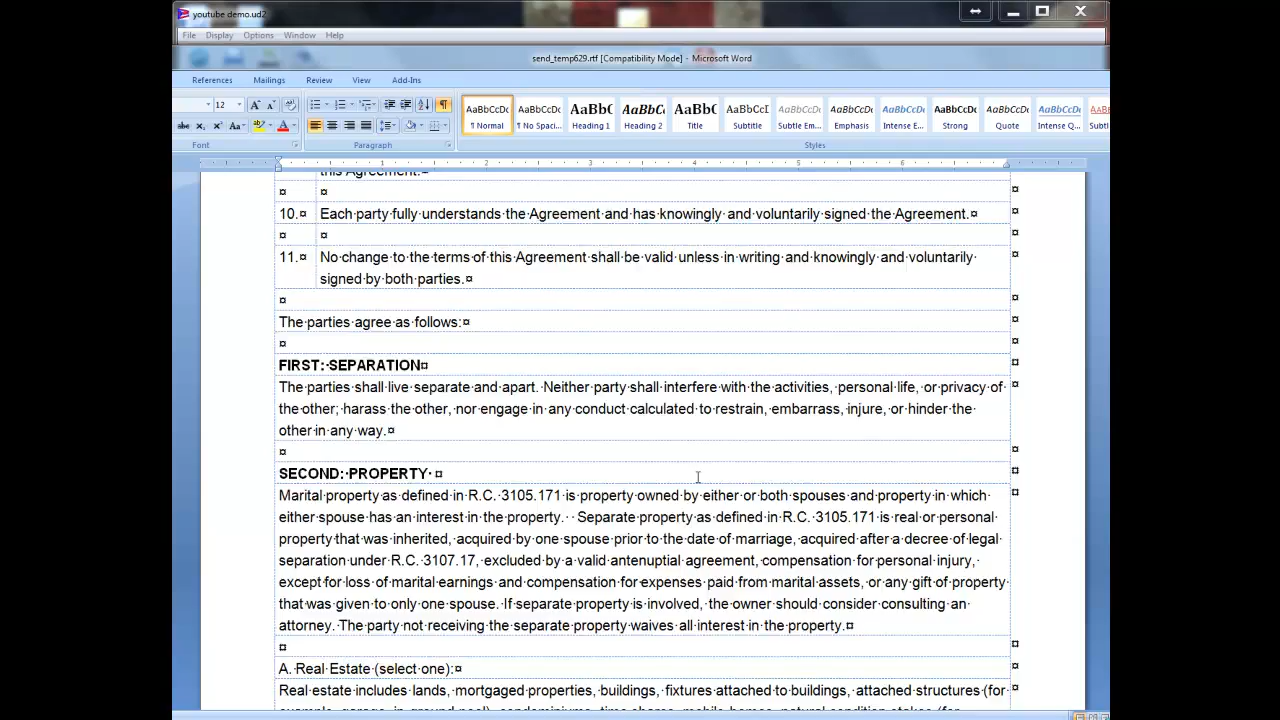 youtube demo.ud2
File Display Options Window Help
send_temp629.rtf [Compatibility Mode] - Microsoft Word
References Mailings Review View Add-Ins
12 A A
AaBbCcDc AaBbCcDc AaBbC AaBbCc AaBbC AaBbCcI AaBbCcDc AaBbCcDc AaBbCcDc AaBbCcDc AaBbCcDc AaBbCcDc
abc x₂ x² Aa A ¶ Normal ¶ No Spaci... Heading 1 Heading 2 Title Subtitle Subtle Em... Emphasis Intense E... Strong Quote Intense Q...
Font Paragraph Styles
1 2 3 4 5 6
this Agreement.¤
¤ ¤ ¤
10.¤ Each·party·fully·understands·the·Agreement·and·has·knowingly·and·voluntarily·signed·the·Agreement.¤ ¤
¤ ¤ ¤
11.¤ No·change·to·the·terms·of·this·Agreement·shall·be·valid·unless·in·writing·and·knowingly·and·voluntarily· ¤
signed·by·both·parties.¤
¤ ¤
The·parties·agree·as·follows:¤ ¤
¤ ¤
FIRST:·SEPARATION¤ ¤
The·parties·shall·live·separate·and·apart.··Neither·party·shall·interfere·with·the·activities,·personal·life,·or·privacy·of· ¤
the·other;·harass·the·other,·nor·engage·in·any·conduct·calculated·to·restrain,·embarrass,·injure,·or·hinder·the·
other·in·any·way.¤
¤ ¤
SECOND:·PROPERTY·¤ ¤
Marital·property·as·defined·in·R.C.·3105.171·is·property·owned·by·either·or·both·spouses·and·property·in·which· ¤
either·spouse·has·an·interest·in·the·property.··Separate·property·as·defined·in·R.C.·3105.171·is·real·or·personal·
property·that·was·inherited,·acquired·by·one·spouse·prior·to·the·date·of·marriage,·acquired·after·a·decree·of·legal·
separation·under·R.C.·3107.17,·excluded·by·a·valid·antenuptial·agreement,·compensation·for·personal·injury,·
except·for·loss·of·marital·earnings·and·compensation·for·expenses·paid·from·marital·assets,·or·any·gift·of·property·
that·was·given·to·only·one·spouse.··If·separate·property·is·involved,·the·owner·should·consider·consulting·an·
attorney.··The·party·not·receiving·the·separate·property·waives·all·interest·in·the·property.¤
¤ ¤
A.·Real·Estate·(select·one):¤ ¤
Real·estate·includes·lands,·mortgaged·properties,·buildings,·fixtures·attached·to·buildings,·attached·structures·(for· ¤